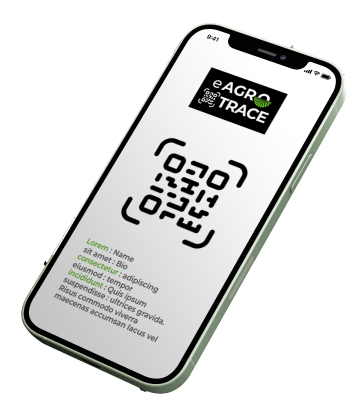 9:41
eAGRO
TRACE
Lorem : Name
sit amet : Bio
consectetur : adipiscing
eiusmod : tempor
incididunt : Quis ipsum
suspendisse : ultrices gravida.
Risus commodo viverra
maecenas accumsan lacus vel